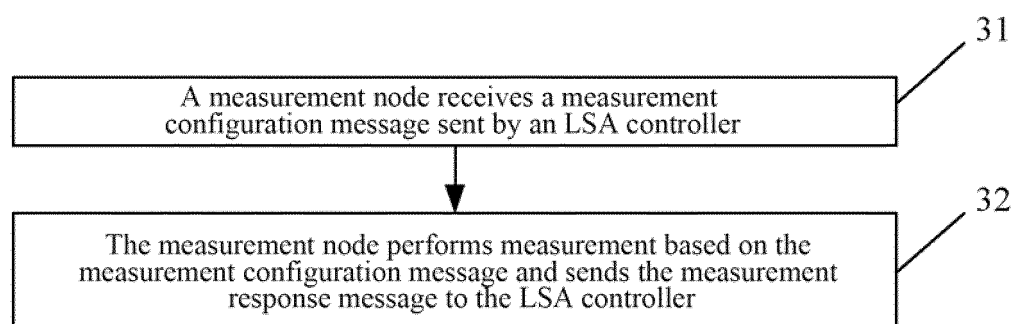 31
A measurement node receives a measurement
configuration message sent by an LSA controller
32
The measurement node performs measurement based on the
measurement configuration message and sends the measurement
response message to the LSA controller